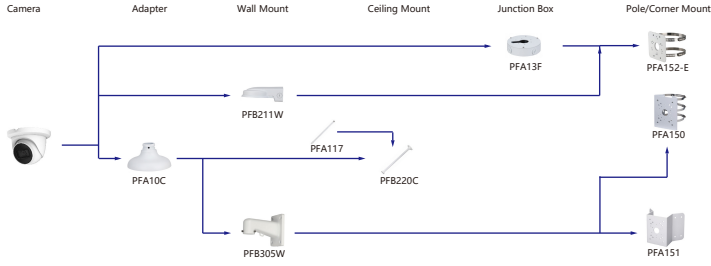 Camera Adapter Wall Mount Ceiling Mount Junction Box Pole/Corner Mount
PFA13F
PFA152-E
PFB211W
PFA150
PFA117
PFA10C
PFB220C
PFB305W
PFA151